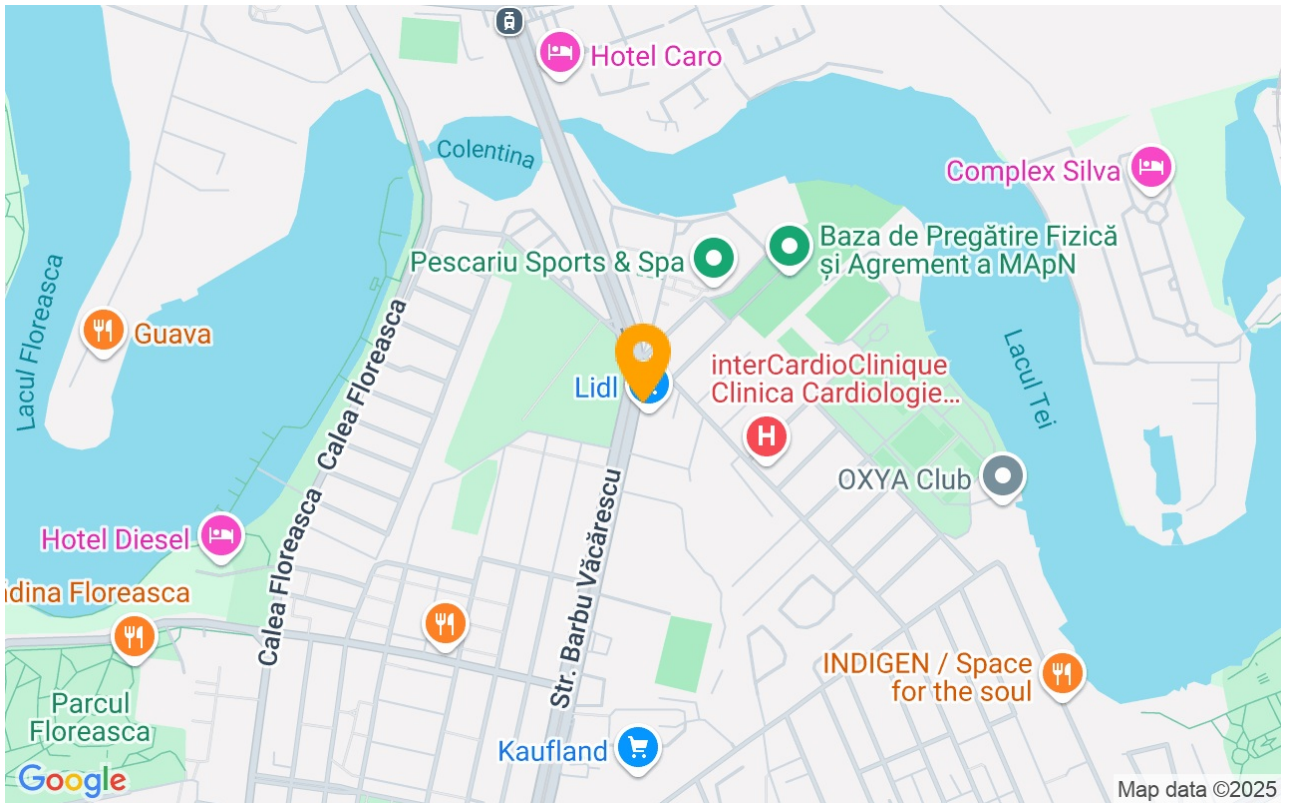 Hotel Caro
Colentina
Complex Silva
Baza de Pregătire Fizică
și Agrement a MApN
Pescariu Sports & Spa
Lacul Floreasca
Guava
Calea Floreasca
Lidl
interCardioClinique
Clinica Cardiologie...
H
Lacul Tei
OXYA Club
Hotel Diesel
Calea Floreasca
Str. Barbu Văcărescu
dina Floreasca
INDIGEN / Space
for the soul
Parcul
Floreasca
Kaufland
Google
Map data ©2025